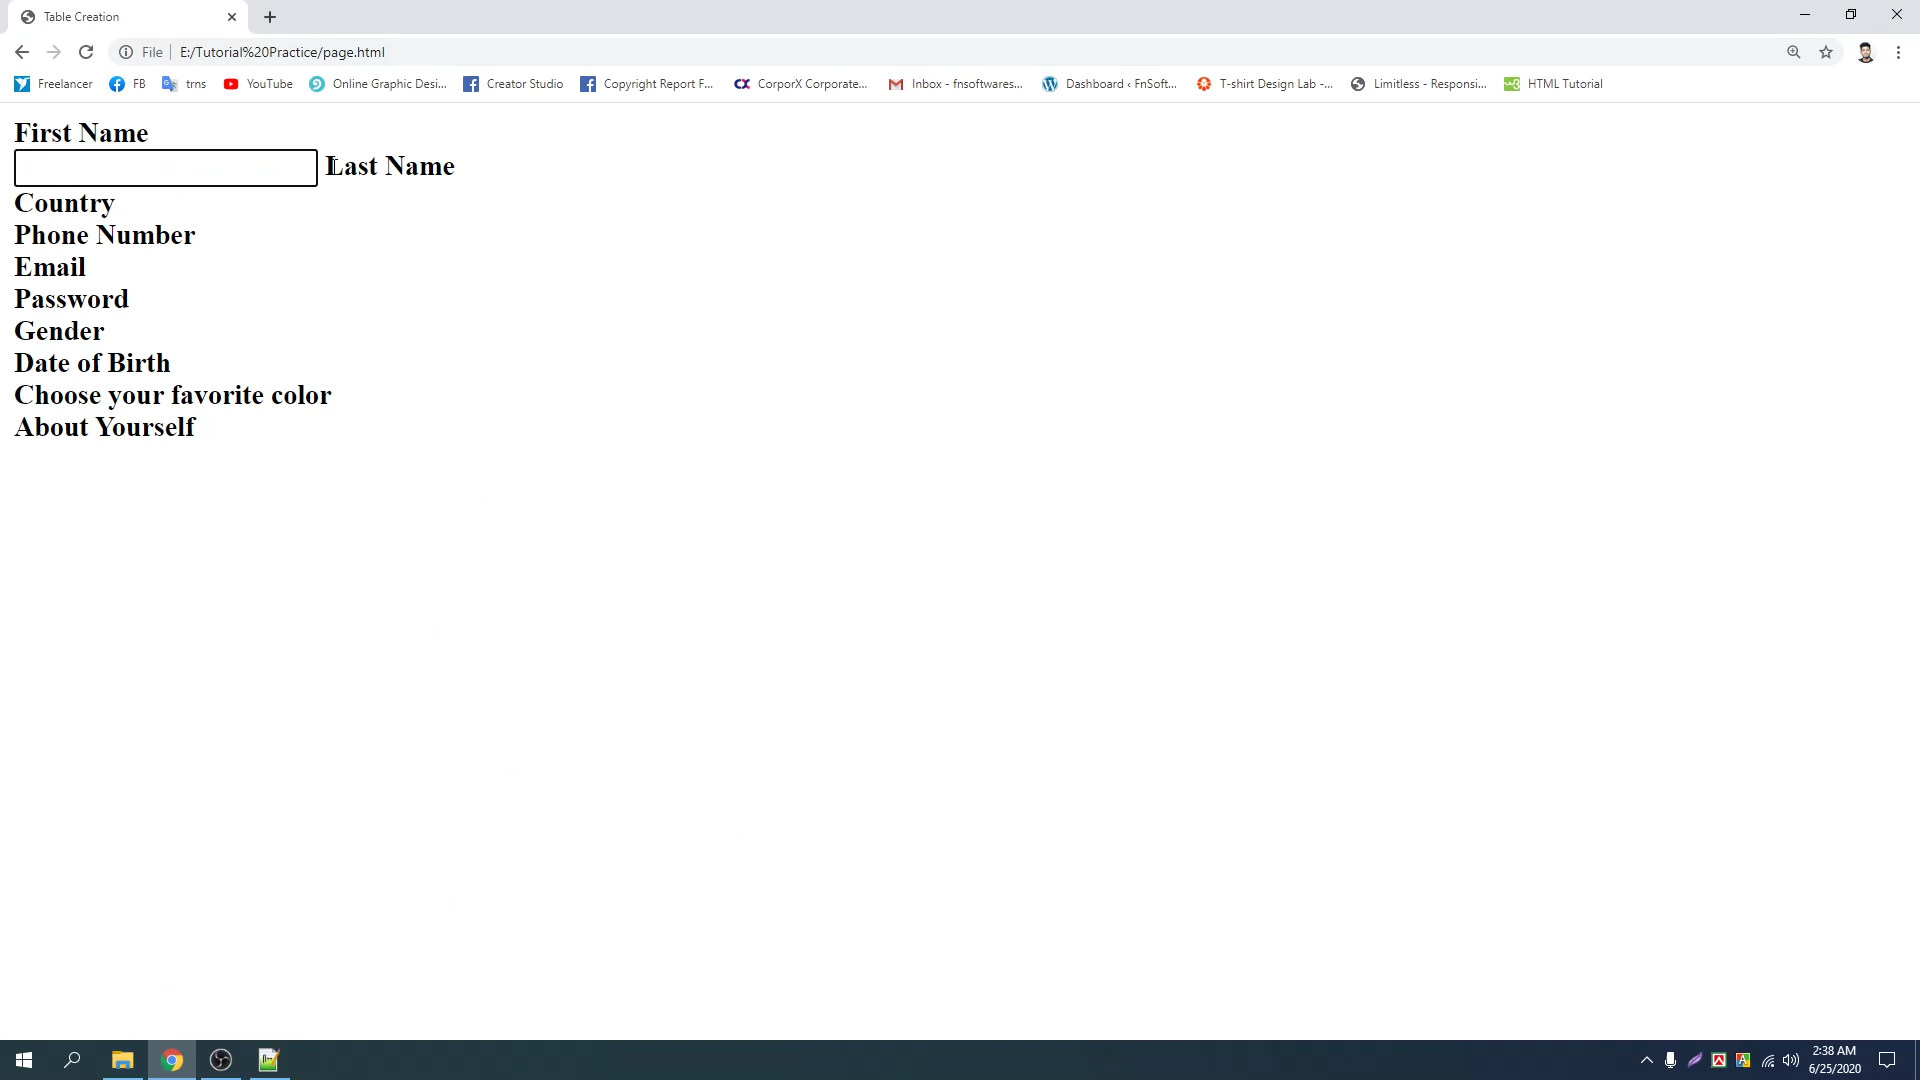 Table Creation
File E:/Tutorial%20Practice/page.html
Freelancer FB trns YouTube Online Graphic Desi... Creator Studio Copyright Report F... CX CorporX Corporate... Inbox - fnsoftwares... Dashboard ‹ FnSoft... T-shirt Design Lab -... Limitless - Responsi... HTML Tutorial
First Name
Last Name
Country
Phone Number
Email
Password
Gender
Date of Birth
Choose your favorite color
About Yourself
2:38 AM
6/25/2020